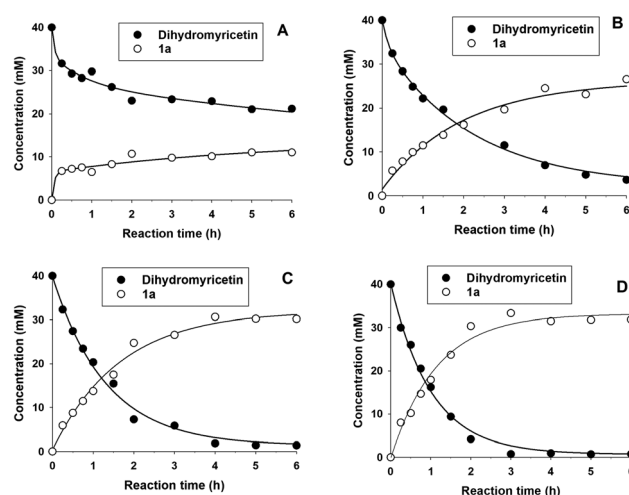 A
Dihydromyricetin
1a
Concentration (mM)
40
30
20
10
0
0 1 2 3 4 5 6
Reaction time (h)
B
Dihydromyricetin
1a
Concentration (mM)
40
30
20
10
0
0 1 2 3 4 5 6
Reaction time (h)
C
Dihydromyricetin
1a
Concentration (mM)
40
30
20
10
0
0 1 2 3 4 5 6
Reaction time (h)
D
Dihydromyricetin
1a
Concentration (mM)
40
30
20
10
0
0 1 2 3 4 5 6
Reaction time (h)